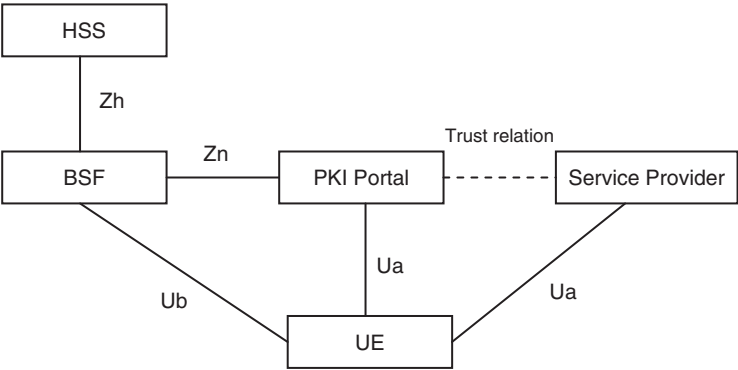 HSS
Zh
Trust relation
Zn
BSF
PKI Portal
Service Provider
Ua
Ua
Ub
UE